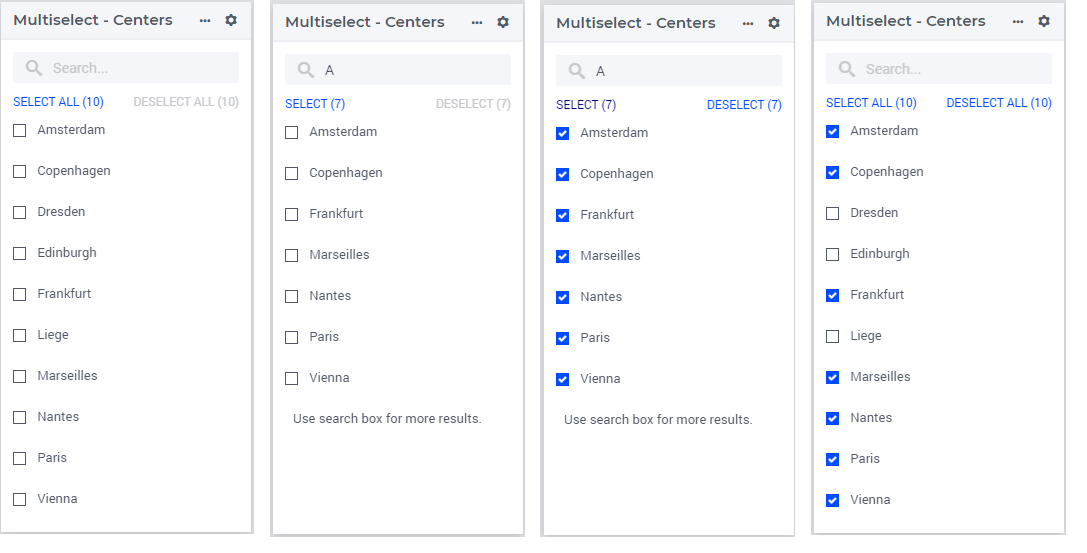 Multiselect - Centers
Search...
SELECT ALL (10) DESELECT ALL (10)
Amsterdam
Copenhagen
Dresden
Edinburgh
Frankfurt
Liege
Marseilles
Nantes
Paris
Vienna
Multiselect - Centers
A
SELECT (7) DESELECT (7)
Amsterdam
Copenhagen
Frankfurt
Marseilles
Nantes
Paris
Vienna
Use search box for more results.
Multiselect - Centers
A
SELECT (7) DESELECT (7)
Amsterdam
Copenhagen
Frankfurt
Marseilles
Nantes
Paris
Vienna
Use search box for more results.
Multiselect - Centers
Search...
SELECT ALL (10) DESELECT ALL (10)
Amsterdam
Copenhagen
Dresden
Edinburgh
Frankfurt
Liege
Marseilles
Nantes
Paris
Vienna